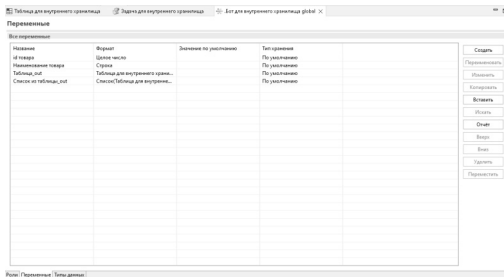 Таблица для внутреннего хранилища Задача для внутреннего хранилища Бот для внутреннего хранилища global
Переменные
Все переменные
Название Формат Значение по умолчанию Тип хранения
id товара Целое число По умолчанию
Наименование товара Строка По умолчанию
Таблица_out Таблица для внутреннего храни... По умолчанию
Список из таблицы_out Список(Таблица для внутренне... По умолчанию
Создать
Переименовать
Изменить
Копировать
Вставить
Искать
Отчет
Вверх
Вниз
Удалить
Переместить
Роли Переменные Типы данных